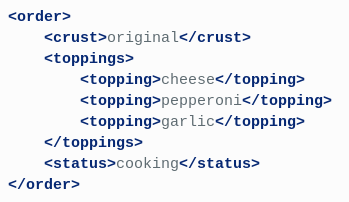 <order>
    <crust>original</crust>
    <toppings>
        <topping>cheese</topping>
        <topping>pepperoni</topping>
        <topping>garlic</topping>
    </toppings>
    <status>cooking</status>
</order>